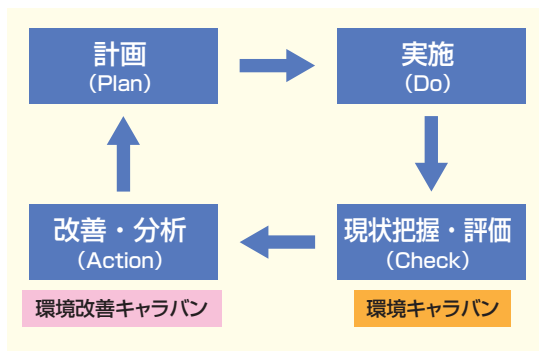 計画
（Plan）
実施
（Do）
改善・分析
（Action）
現状把握・評価
（Check）
環境改善キャラバン
環境キャラバン